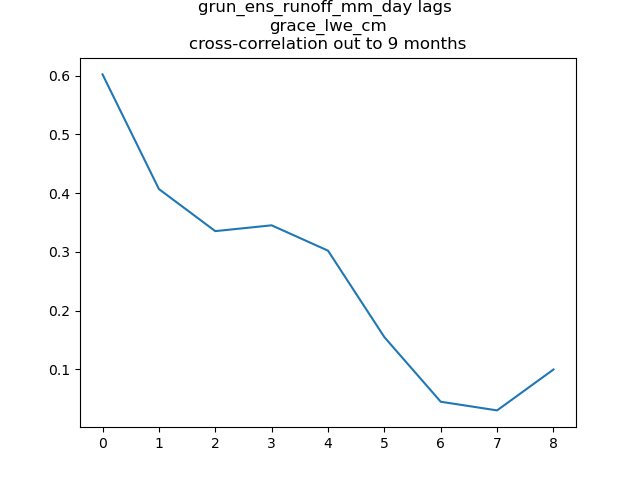 grun_ens_runoff_mm_day lags
grace_lwe_cm
cross-correlation out to 9 months
0.6
0.5
0.4
0.3
0.2
0.1
0 1 2 3 4 5 6 7 8